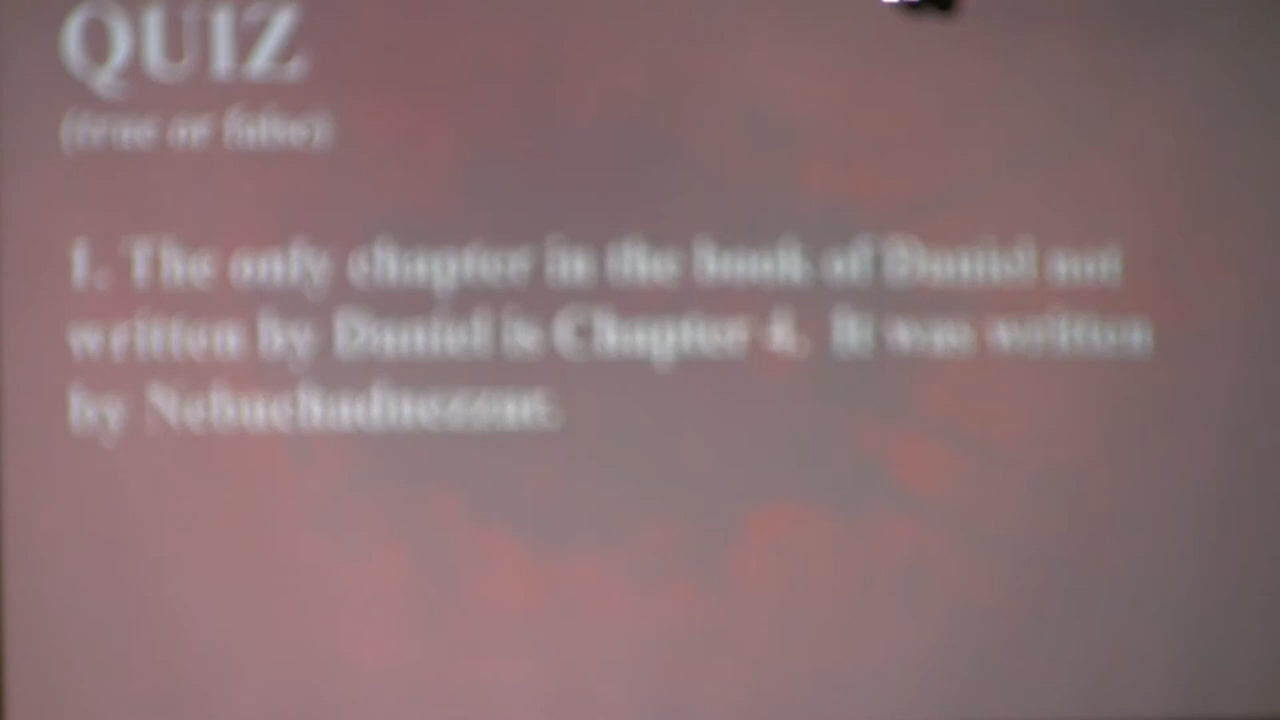 QUIZ
(true or false)
1. The only chapter in the book of Daniel not
written by Daniel is Chapter 4. It was written
by Nebuchadnezzar.